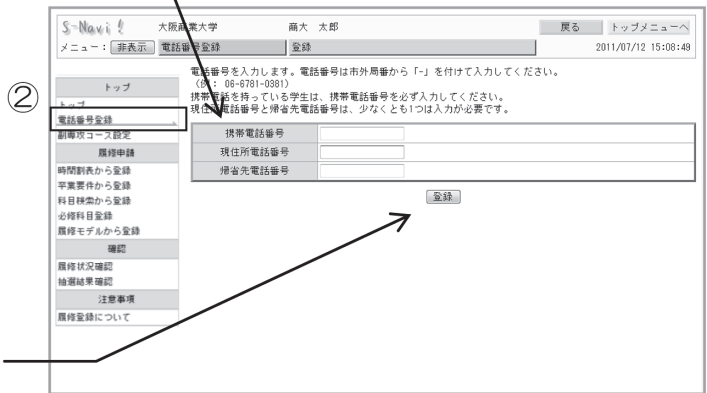 S-Navi! 大阪商業大学 商大 太郎 戻る トップメニューへ
メニュー： 非表示 電話番号登録 登録 2011/07/12 15:08:49
②
トップ
トップ
電話番号登録
副専攻コース設定
履修申請
時間割表から登録
卒業要件から登録
科目検索から登録
必修科目登録
履修モデルから登録
確認
履修状況確認
抽選結果確認
注意事項
履修登録について
電話番号を入力します。電話番号は市外局番から「-」を付けて入力してください。
（例： 06-6781-0381）
携帯電話を持っている学生は、携帯電話番号を必ず入力してください。
現住所電話番号と帰省先電話番号は、少なくとも1つは入力が必要です。
携帯電話番号
現住所電話番号
帰省先電話番号
登録